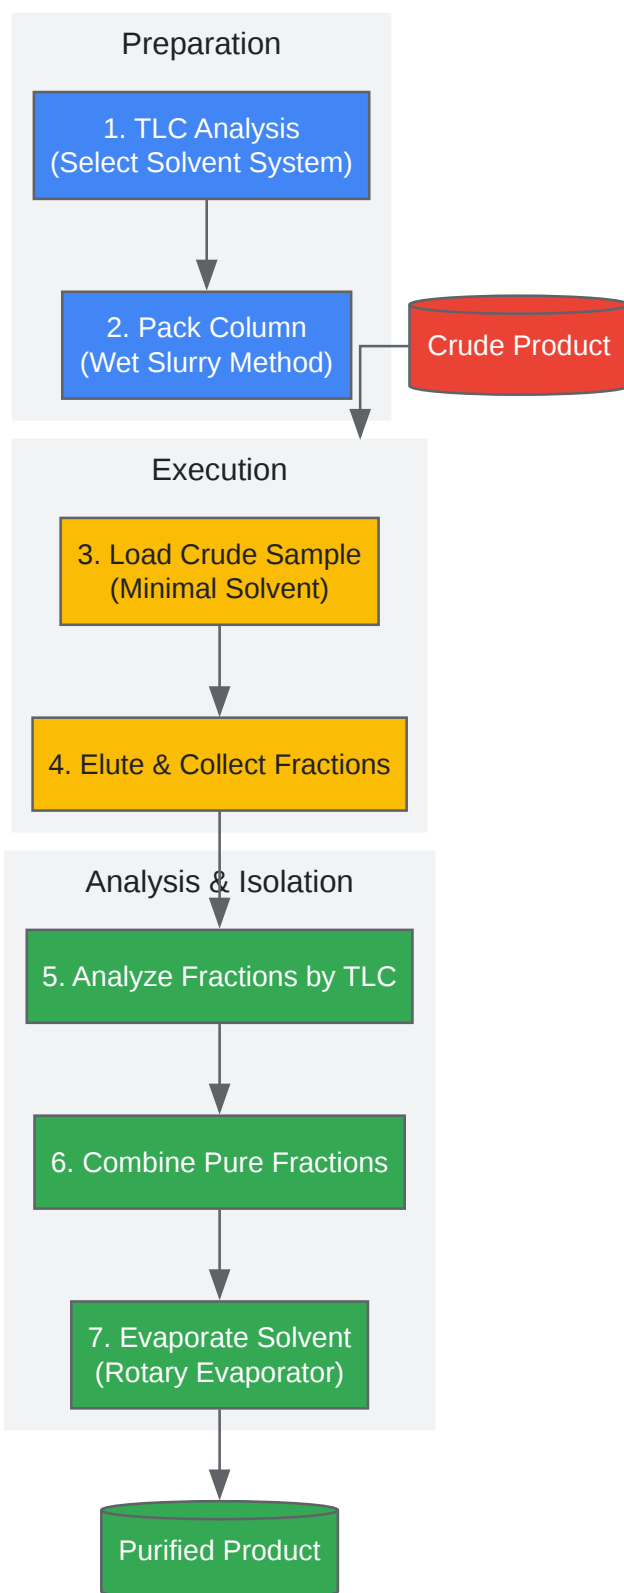 Preparation
1. TLC Analysis
(Select Solvent System)
2. Pack Column
(Wet Slurry Method)
Crude Product
Execution
3. Load Crude Sample
(Minimal Solvent)
4. Elute & Collect Fractions
Analysis & Isolation
5. Analyze Fractions by TLC
6. Combine Pure Fractions
7. Evaporate Solvent
(Rotary Evaporator)
Purified Product